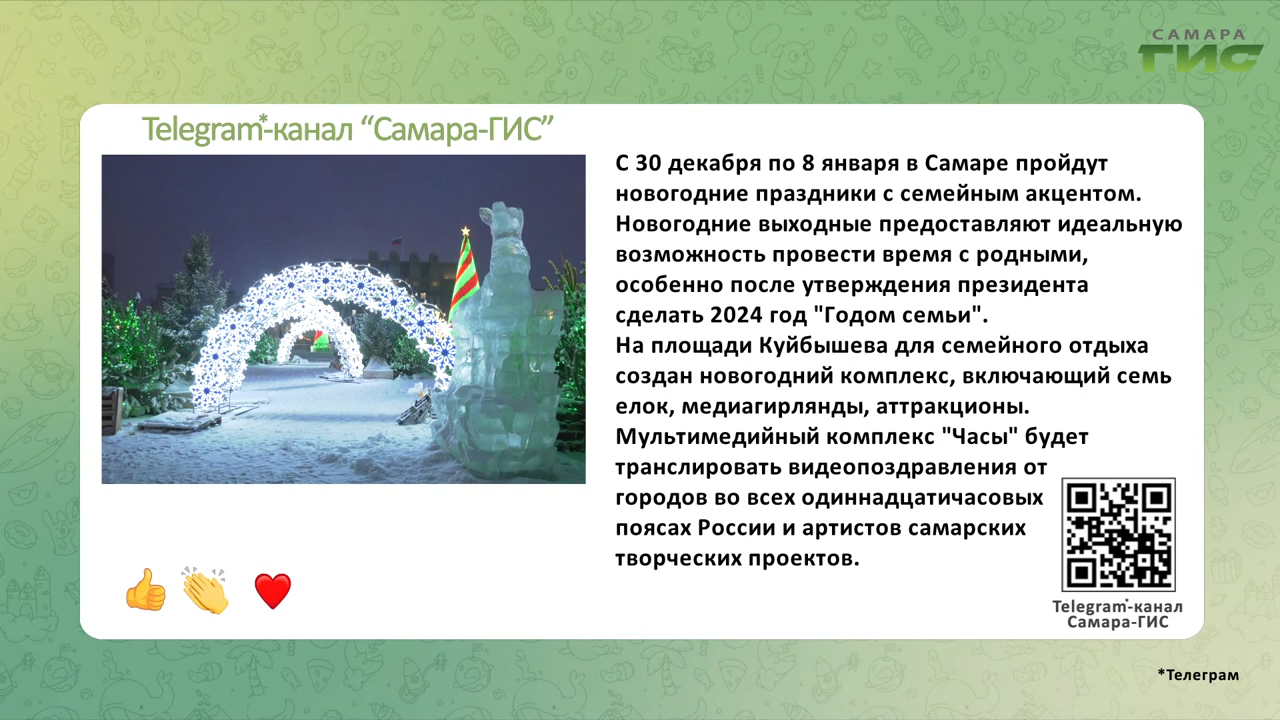 САМАРА
ГИС
Telegram*-канал “Самара-ГИС”
С 30 декабря по 8 января в Самаре пройдут
новогодние праздники с семейным акцентом.
Новогодние выходные предоставляют идеальную
возможность провести время с родными,
особенно после утверждения президента
сделать 2024 год "Годом семьи".
На площади Куйбышева для семейного отдыха
создан новогодний комплекс, включающий семь
елок, медиагирлянды, аттракционы.
Мультимедийный комплекс "Часы" будет
транслировать видеопоздравления от
городов во всех одиннадцатичасовых
поясах России и артистов самарских
творческих проектов.
Telegram*-канал
Самара-ГИС
*Телеграм